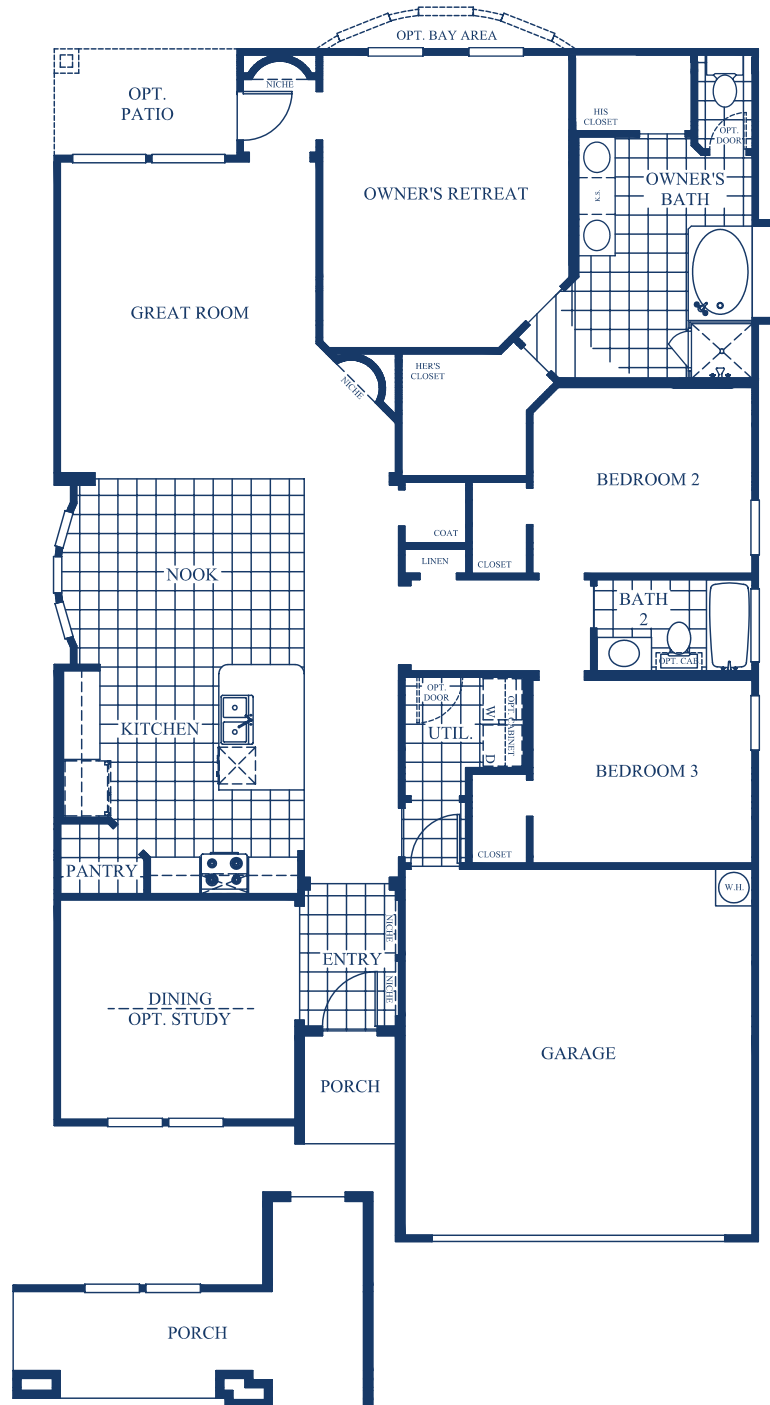 OPT. BAY AREA
OPT.
PATIO
NICHE
HIS
CLOSET
OPT.
DOOR
OWNER'S RETREAT
K.S.
OWNER'S
BATH
GREAT ROOM
HER'S
CLOSET
NICHE
BEDROOM 2
COAT
LINEN
CLOSET
NOOK
BATH
2
OPT. CAB.
OPT.
DOOR
W
D
OPT. CABINET
UTIL.
KITCHEN
BEDROOM 3
CLOSET
PANTRY
W.H.
NICHE
ENTRY
NICHE
DINING
OPT. STUDY
GARAGE
PORCH
PORCH